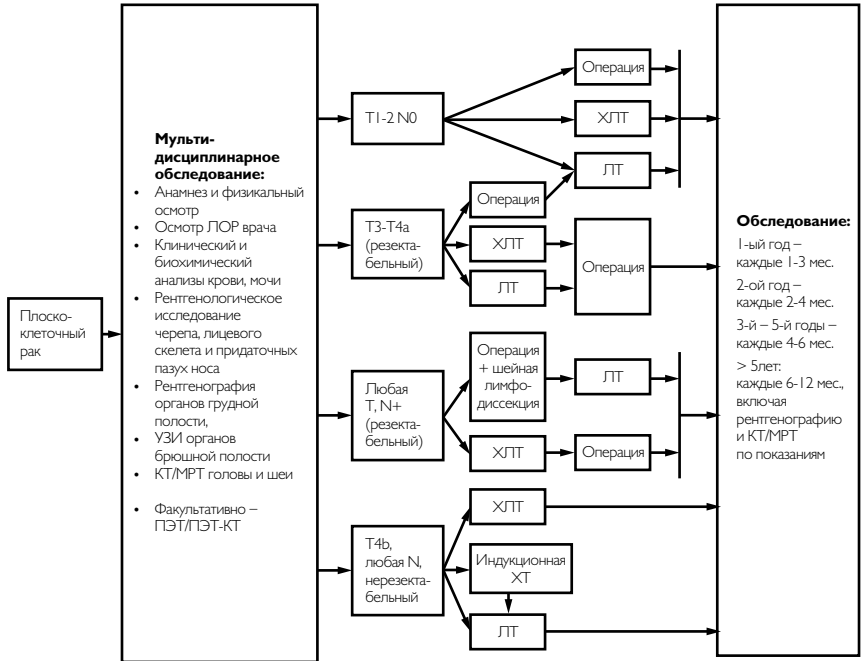 Плоско-
клеточный
рак
Мульти-
дисциплинарное
обследование:
• Анамнез и физикальный
осмотр
• Осмотр ЛОР врача
• Клинический и
биохимический
анализы крови, мочи
• Рентгенологическое
исследование
черепа, лицевого
скелета и придаточных
пазух носа
• Рентгенография
органов грудной
полости,
• УЗИ органов
брюшной полости
• КТ/МРТ головы и шеи
• Факультативно –
ПЭТ/ПЭТ-КТ
T1-2 N0
Операция
ХЛТ
ЛТ
T3-T4a
(резекта-
бельный)
Операция
ХЛТ
ЛТ
Операция
Любая
T, N+
(резекта-
бельный)
Операция
+ шейная
лимфо-
диссекция
ЛТ
ХЛТ
Операция
T4b,
любая N,
нерезекта-
бельный
ХЛТ
Индукционная
ХТ
ЛТ
Обследование:
1-ый год –
каждые 1-3 мес.
2-ой год –
каждые 2-4 мес.
3-й – 5-й годы –
каждые 4-6 мес.
> 5лет:
каждые 6-12 мес.,
включая
рентгенографию
и КТ/МРТ
по показаниям